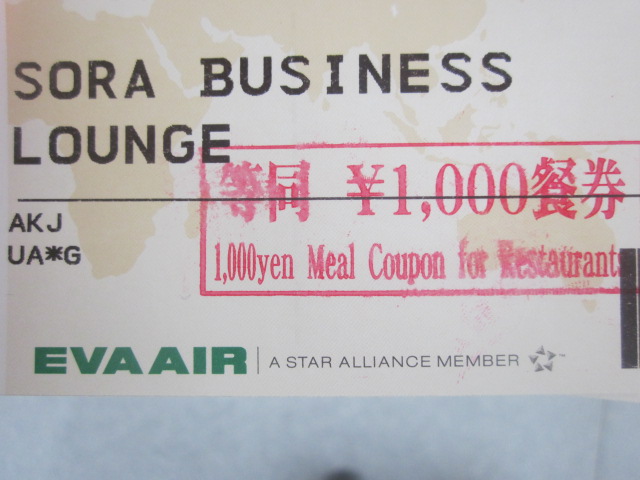 SORA BUSINESS
LOUNGE
等同 ¥1,000餐券
AKJ
UA*G
1,000yen Meal Coupon for Restaurant
EVA AIR A STAR ALLIANCE MEMBER